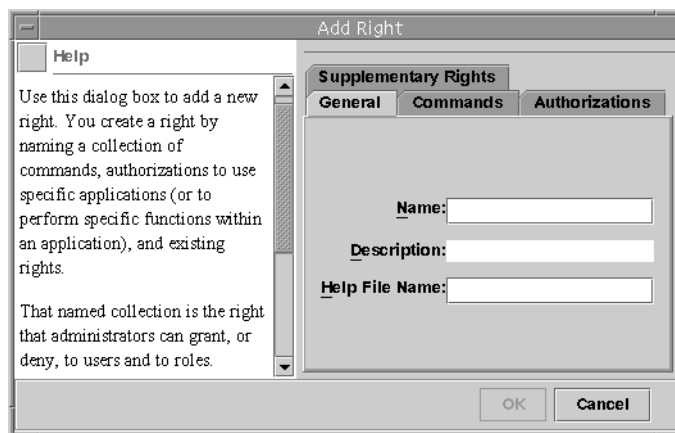 Add Right
Help
Use this dialog box to add a new
right. You create a right by
naming a collection of
commands, authorizations to use
specific applications (or to
perform specific functions within
an application), and existing
rights.
That named collection is the right
that administrators can grant, or
deny, to users and to roles.
Supplementary Rights
General Commands Authorizations
Name:
Description:
Help File Name:
OK Cancel